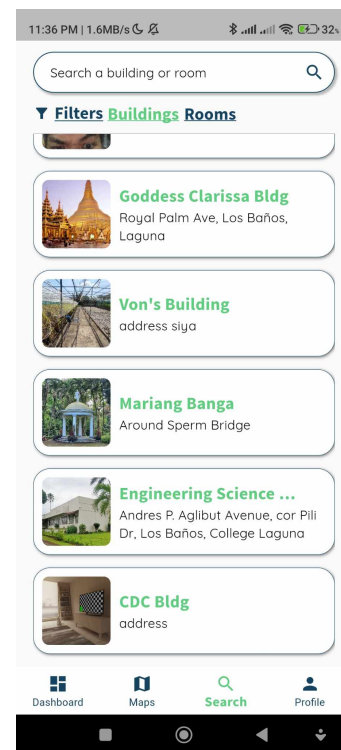 11:36 PM | 1.6MB/s
32%
Search a building or room
Filters Buildings Rooms
Goddess Clarissa Bldg
Royal Palm Ave, Los Baños,
Laguna
Von's Building
address siya
Mariang Banga
Around Sperm Bridge
Engineering Science ...
Andres P. Aglibut Avenue, cor Pili
Dr, Los Baños, College Laguna
CDC Bldg
address
Dashboard Maps Search Profile